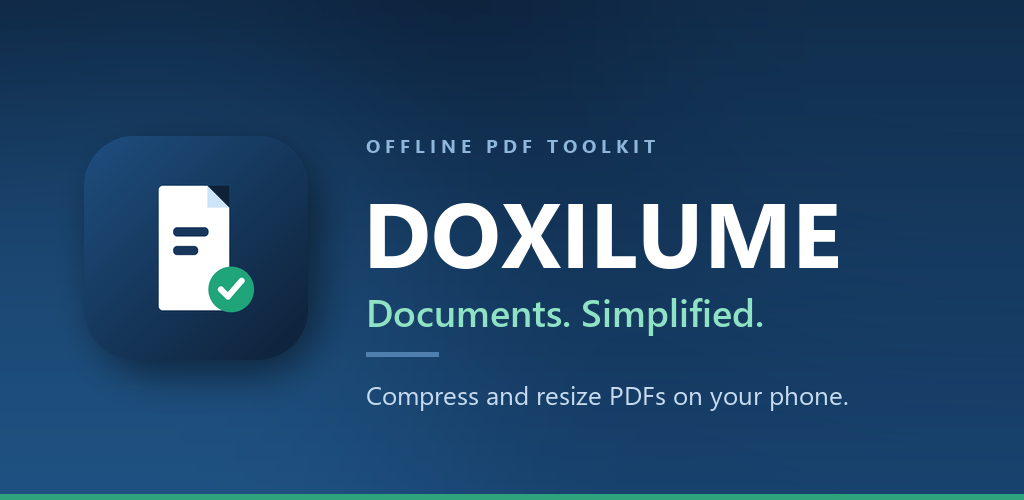 OFFLINE PDF TOOLKIT
DOXILUME
Documents. Simplified.
Compress and resize PDFs on your phone.